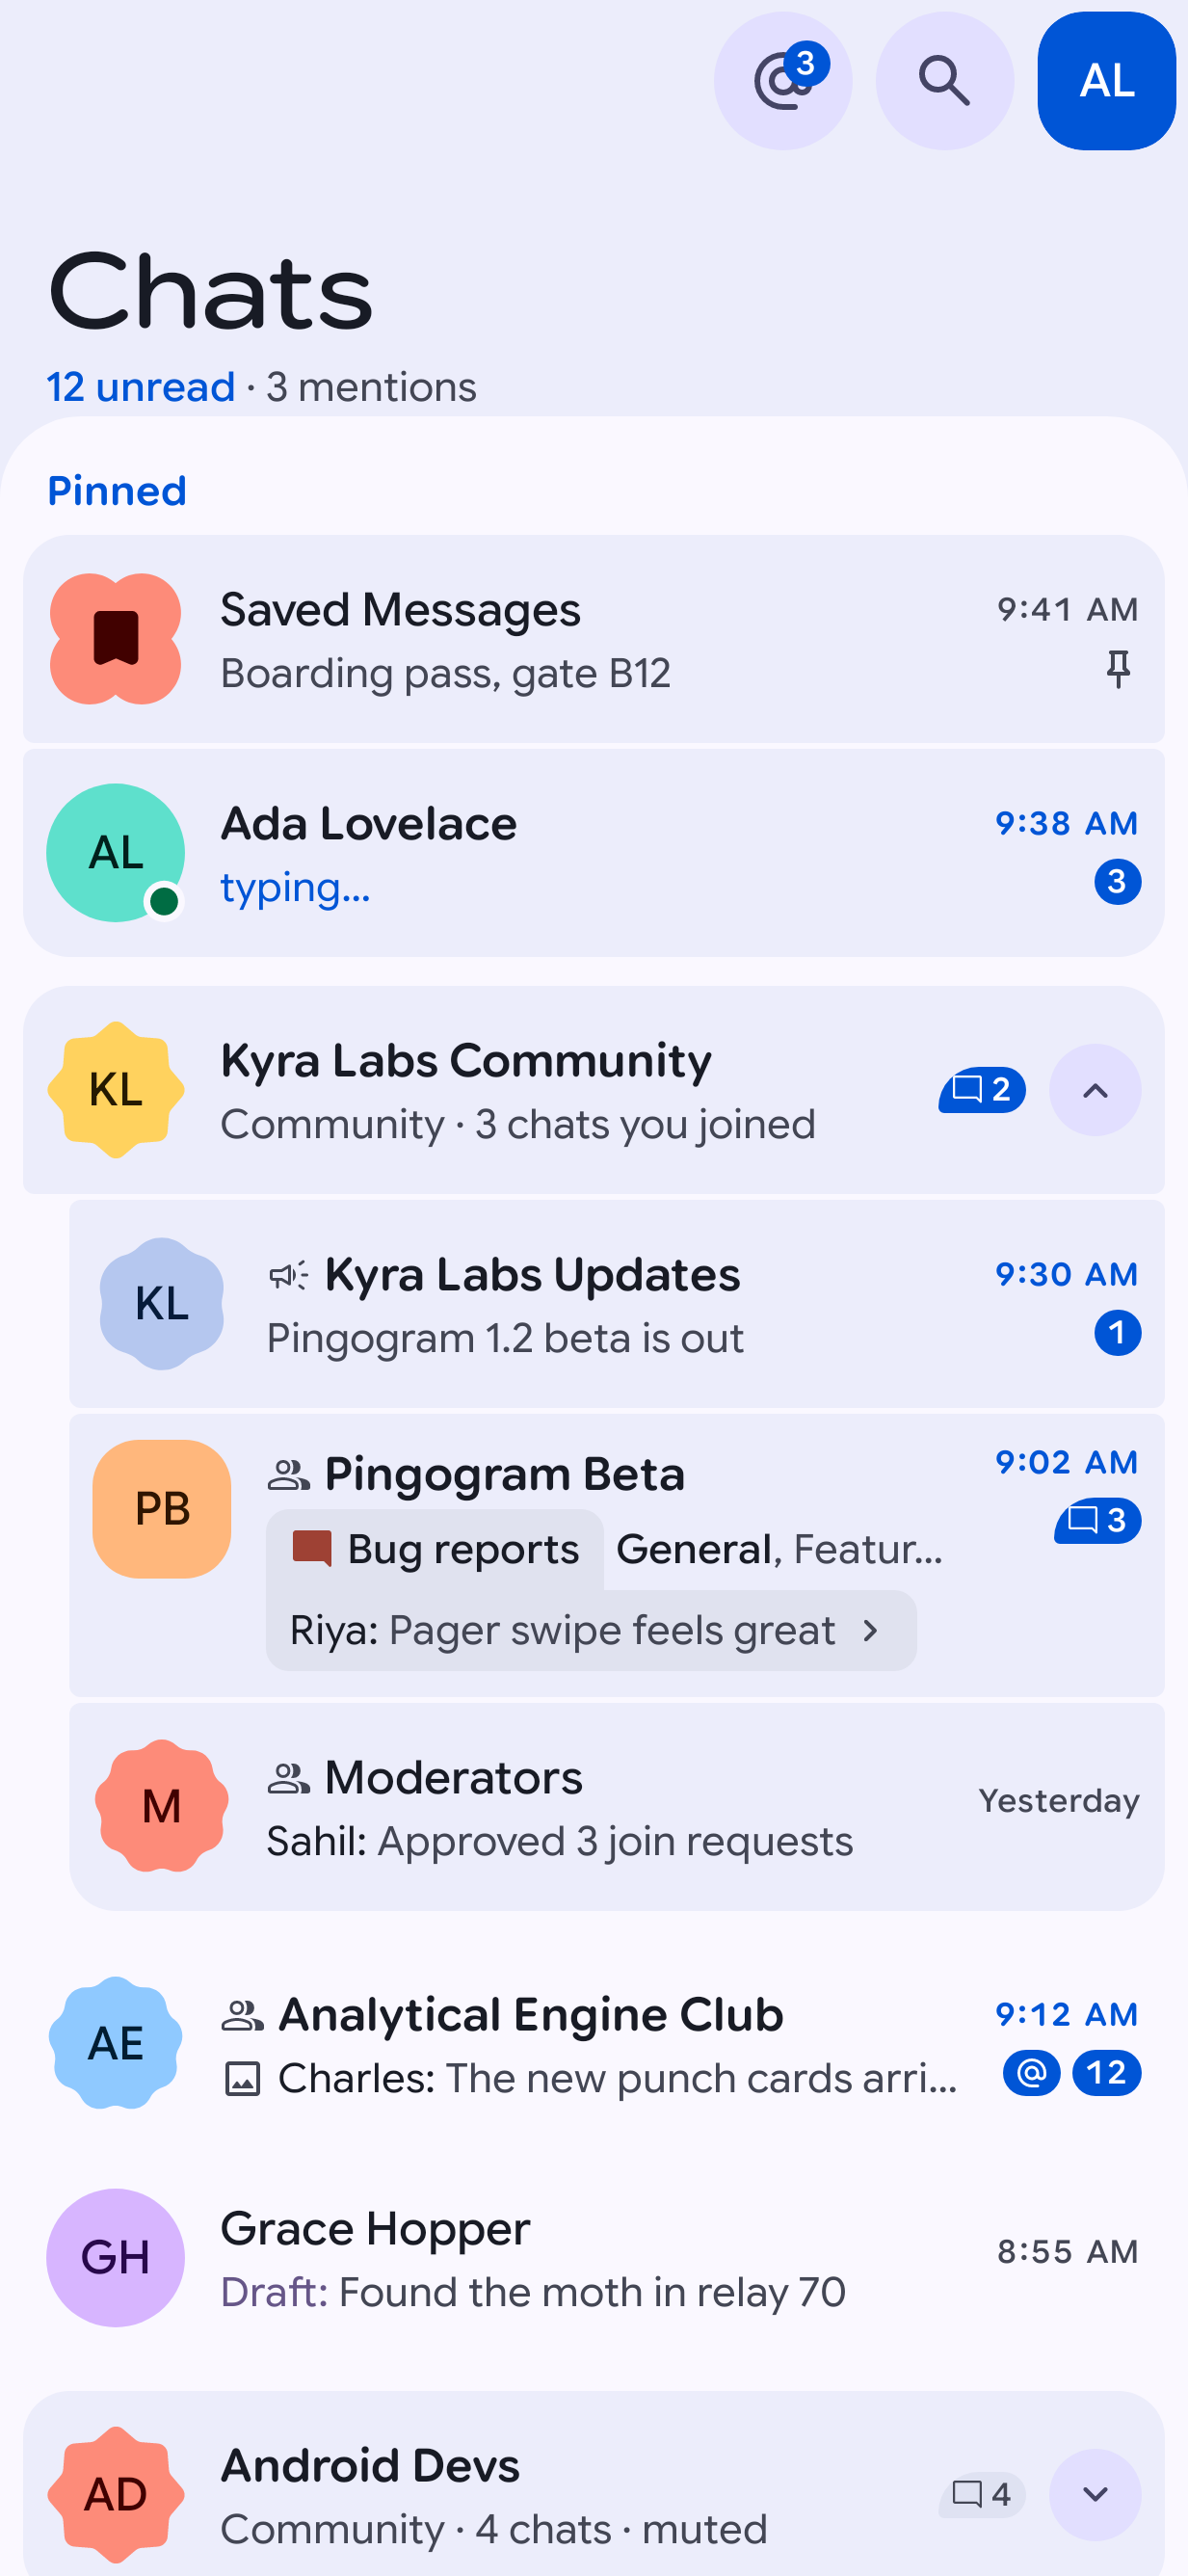 3
AL
Chats
12 unread · 3 mentions
Pinned
Saved Messages
9:41 AM
Boarding pass, gate B12
AL
Ada Lovelace
9:38 AM
typing...
3
KL
Kyra Labs Community
Community · 3 chats you joined
2
KL
Kyra Labs Updates
9:30 AM
Pingogram 1.2 beta is out
1
PB
Pingogram Beta
9:02 AM
Bug reports
General, Featur...
3
Riya: Pager swipe feels great
M
Moderators
Yesterday
Sahil: Approved 3 join requests
AE
Analytical Engine Club
9:12 AM
Charles: The new punch cards arri...
@ 12
GH
Grace Hopper
8:55 AM
Draft: Found the moth in relay 70
AD
Android Devs
Community · 4 chats · muted
4